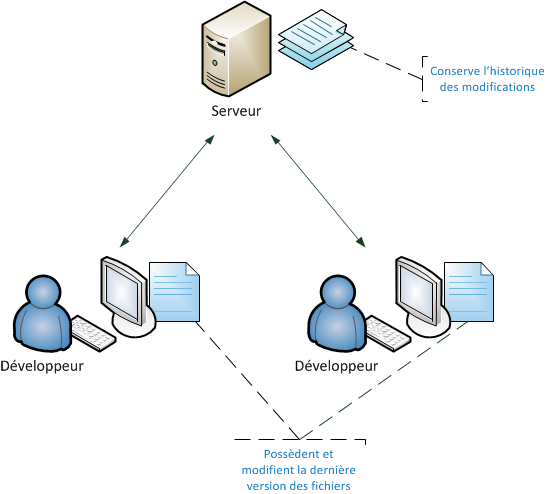 Conserve l'historique
des modifications
Serveur
Développeur
Développeur
Possèdent et
modifient la dernière
version des fichiers